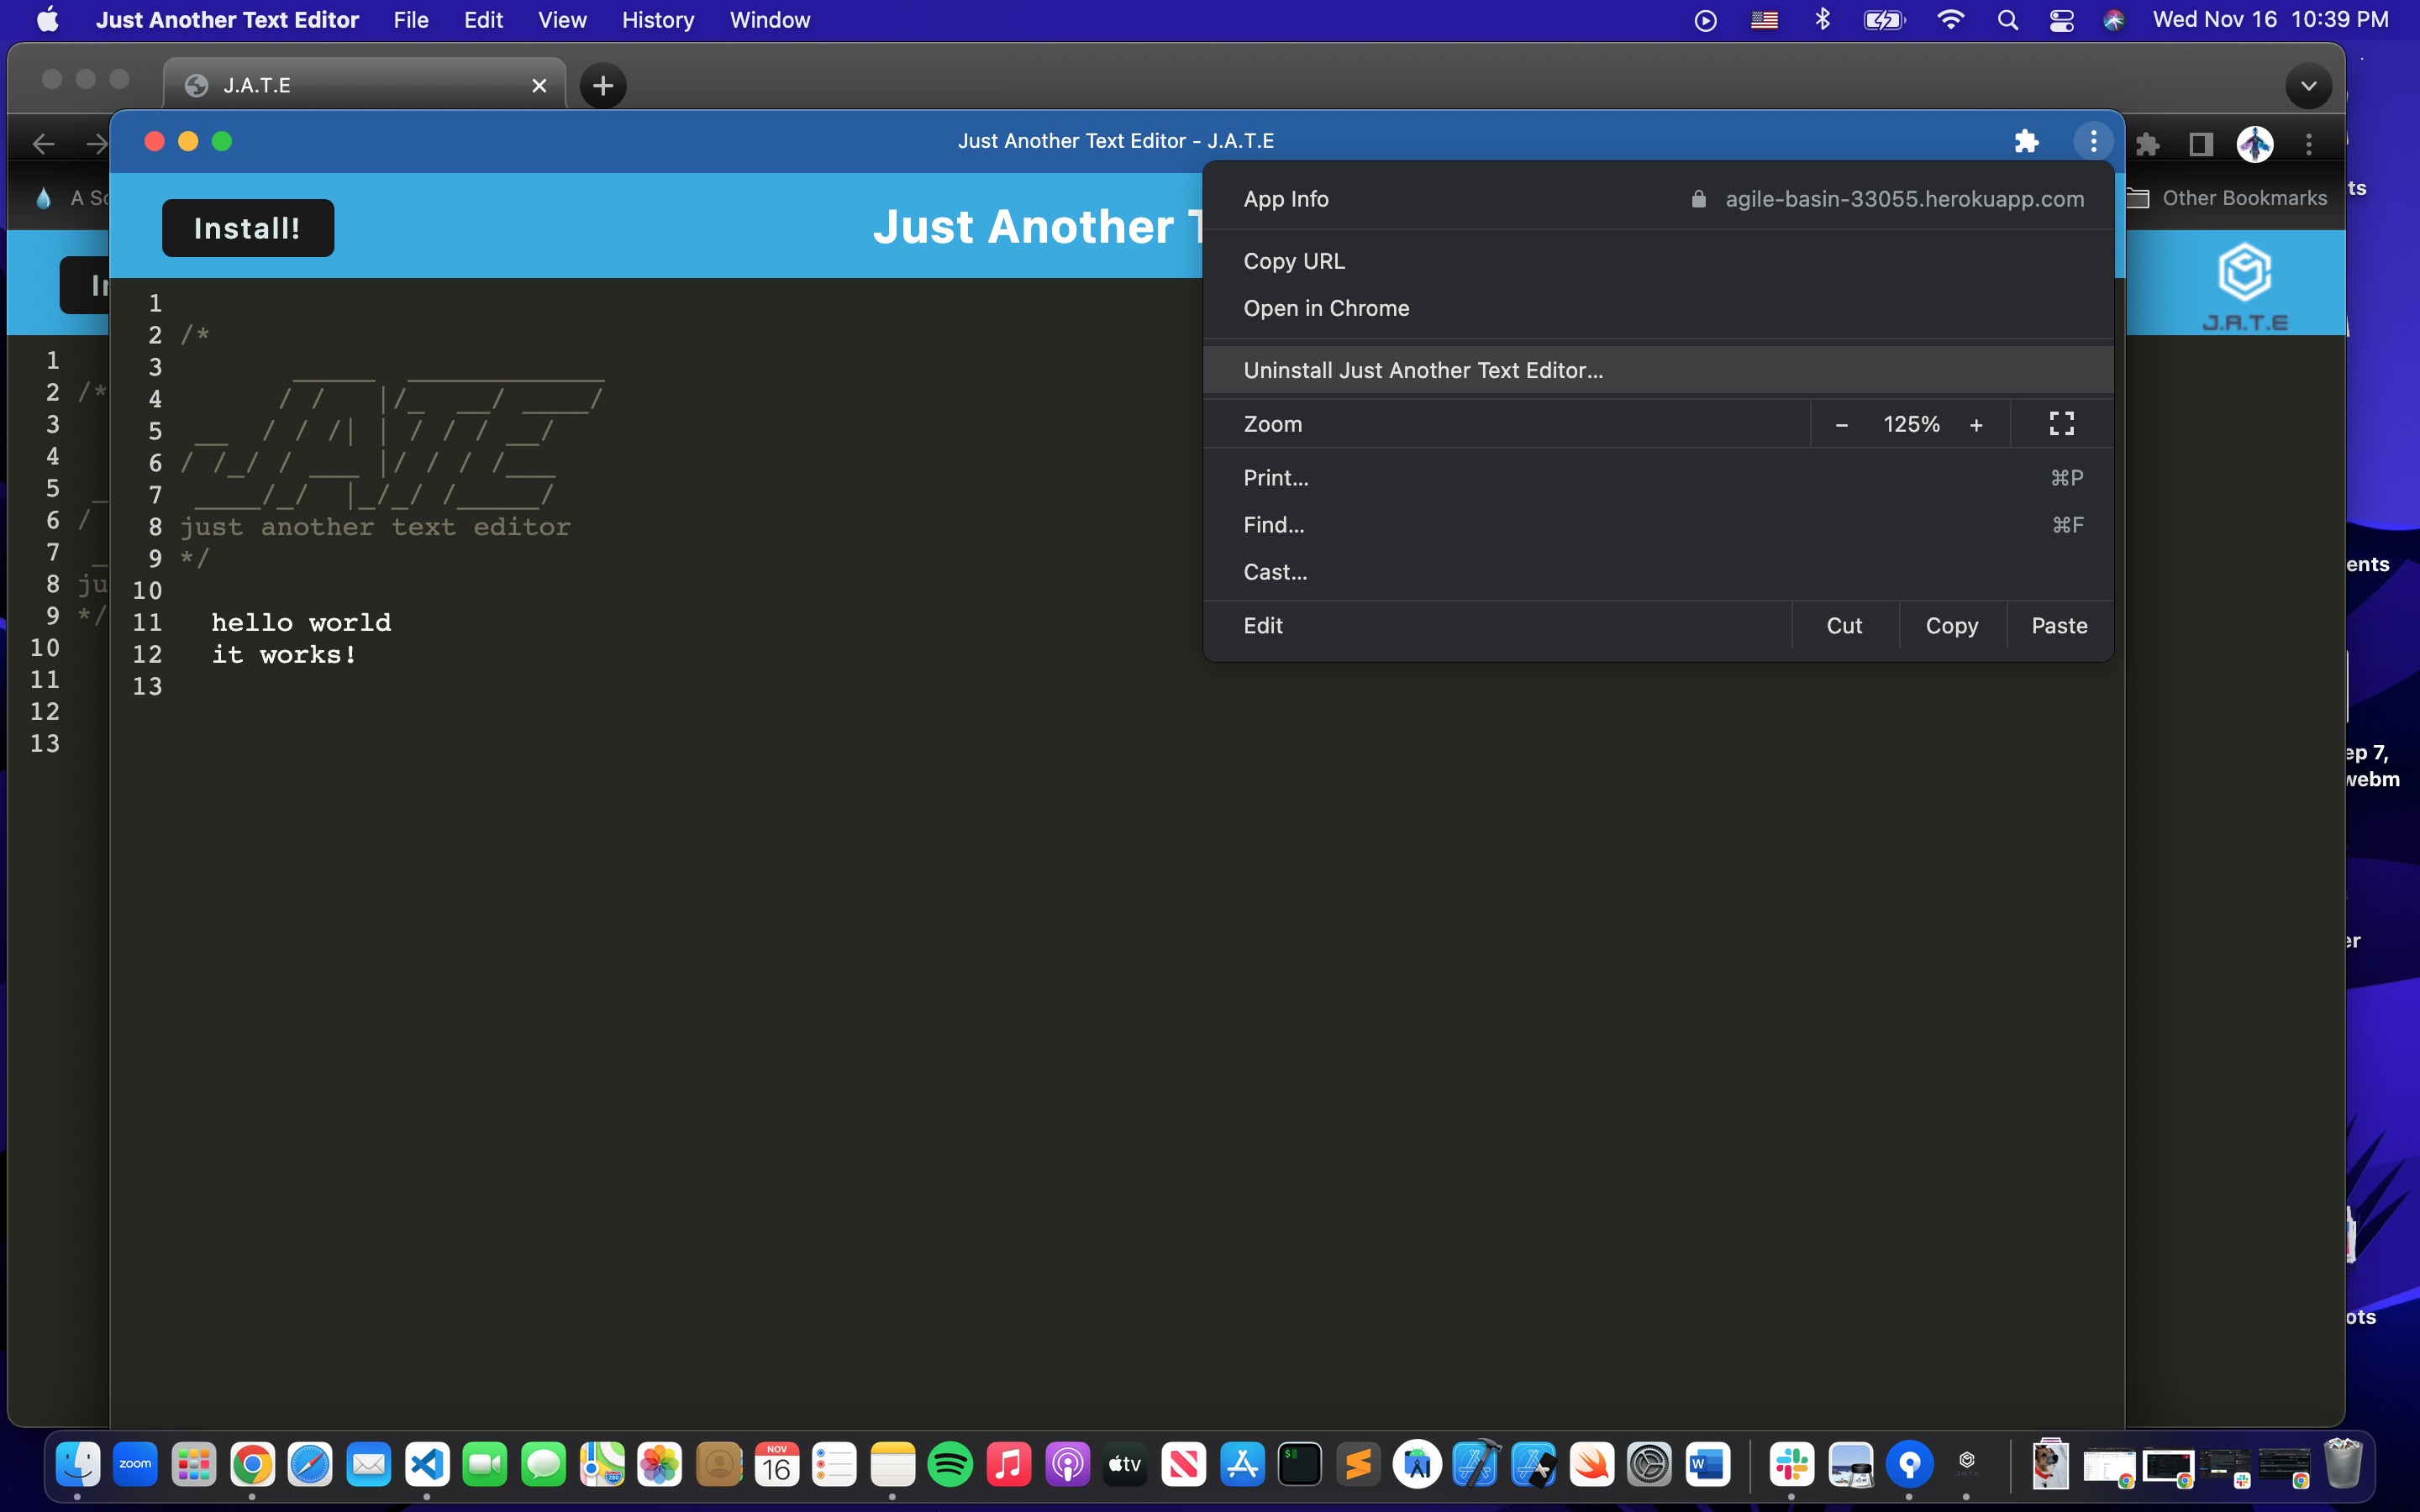 Just Another Text Editor File Edit View History Window Wed Nov 16 10:39 PM
J.A.T.E
Just Another Text Editor - J.A.T.E
A Sc
Other Bookmarks
ts
Install!
Just Another T
J.A.T.E
App Info agile-basin-33055.herokuapp.com
Copy URL
Open in Chrome
Uninstall Just Another Text Editor...
Zoom - 125% +
Print... ⌘P
Find... ⌘F
Cast...
Edit Cut Copy Paste
1
2 /*
3
4
5
6
7
8 just another text editor
9 */
10
11 hello world
12 it works!
13
1
2 /*
3
4
5
6
7
8 ju
9 */
10
11
12
13
ents
ep 7,
webm
er
ots
zoom
NOV
16
tv
W